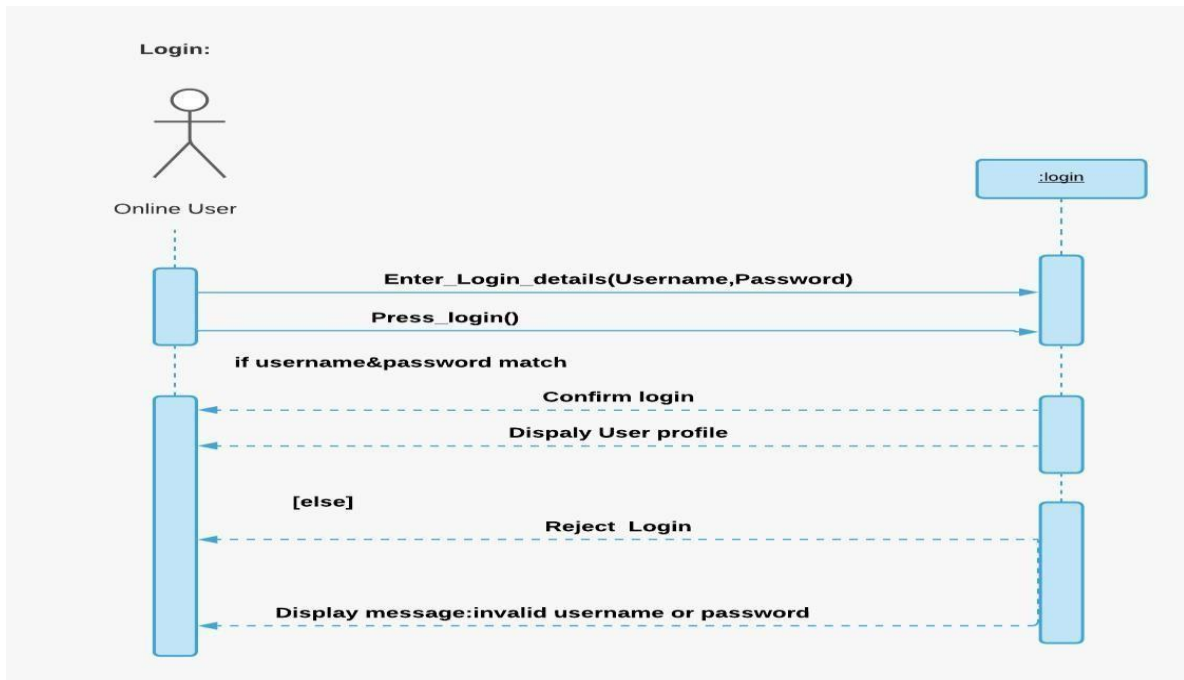 Login:
:login
Online User
Enter_Login_details(Username,Password)
Press_login()
if username&password match
Confirm login
Dispaly User profile
[else]
Reject Login
Display message:invalid username or password